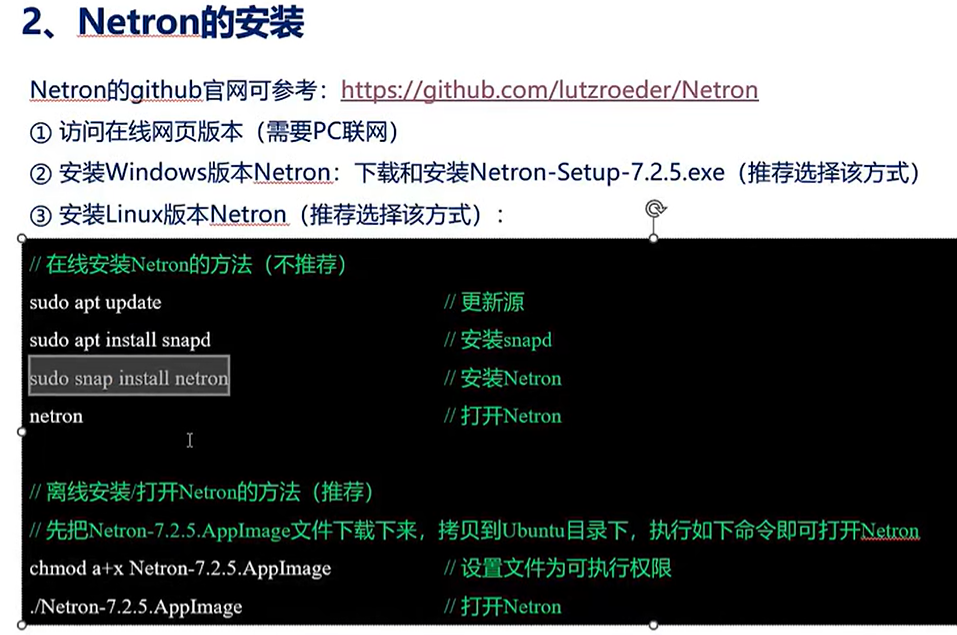 2、Netron的安装
Netron的github官网可参考：https://github.com/lutzroeder/Netron
① 访问在线网页版本（需要PC联网）
② 安装Windows版本Netron：下载和安装Netron-Setup-7.2.5.exe（推荐选择该方式）
③ 安装Linux版本Netron（推荐选择该方式）：
// 在线安装Netron的方法（不推荐）
sudo apt update // 更新源
sudo apt install snapd // 安装snapd
sudo snap install netron // 安装Netron
netron // 打开Netron
// 离线安装/打开Netron的方法（推荐）
// 先把Netron-7.2.5.AppImage文件下载下来，拷贝到Ubuntu目录下，执行如下命令即可打开Netron
chmod a+x Netron-7.2.5.AppImage // 设置文件为可执行权限
./Netron-7.2.5.AppImage // 打开Netron